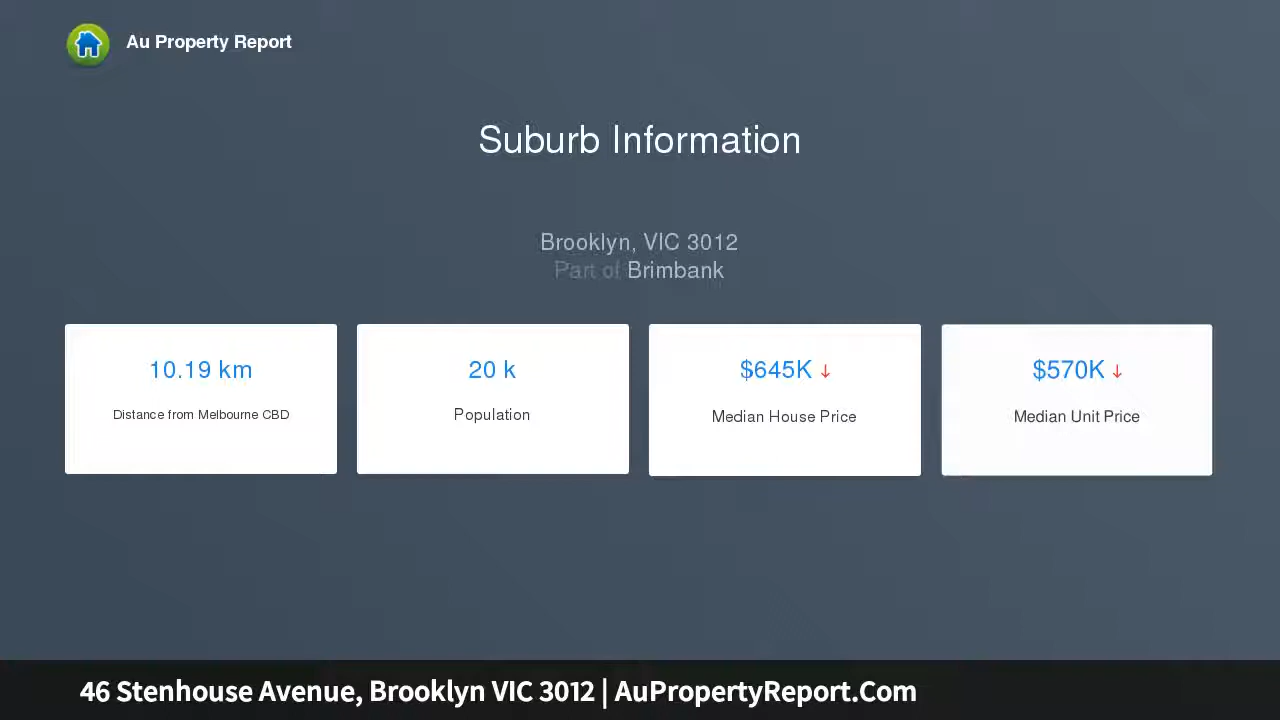 Au Property Report
Suburb Information
Brooklyn, VIC 3012
Part of Brimbank
10.19 km
Distance from Melbourne CBD
20 k
Population
$645K ↓
Median House Price
$570K ↓
Median Unit Price
46 Stenhouse Avenue, Brooklyn VIC 3012 | AuPropertyReport.Com